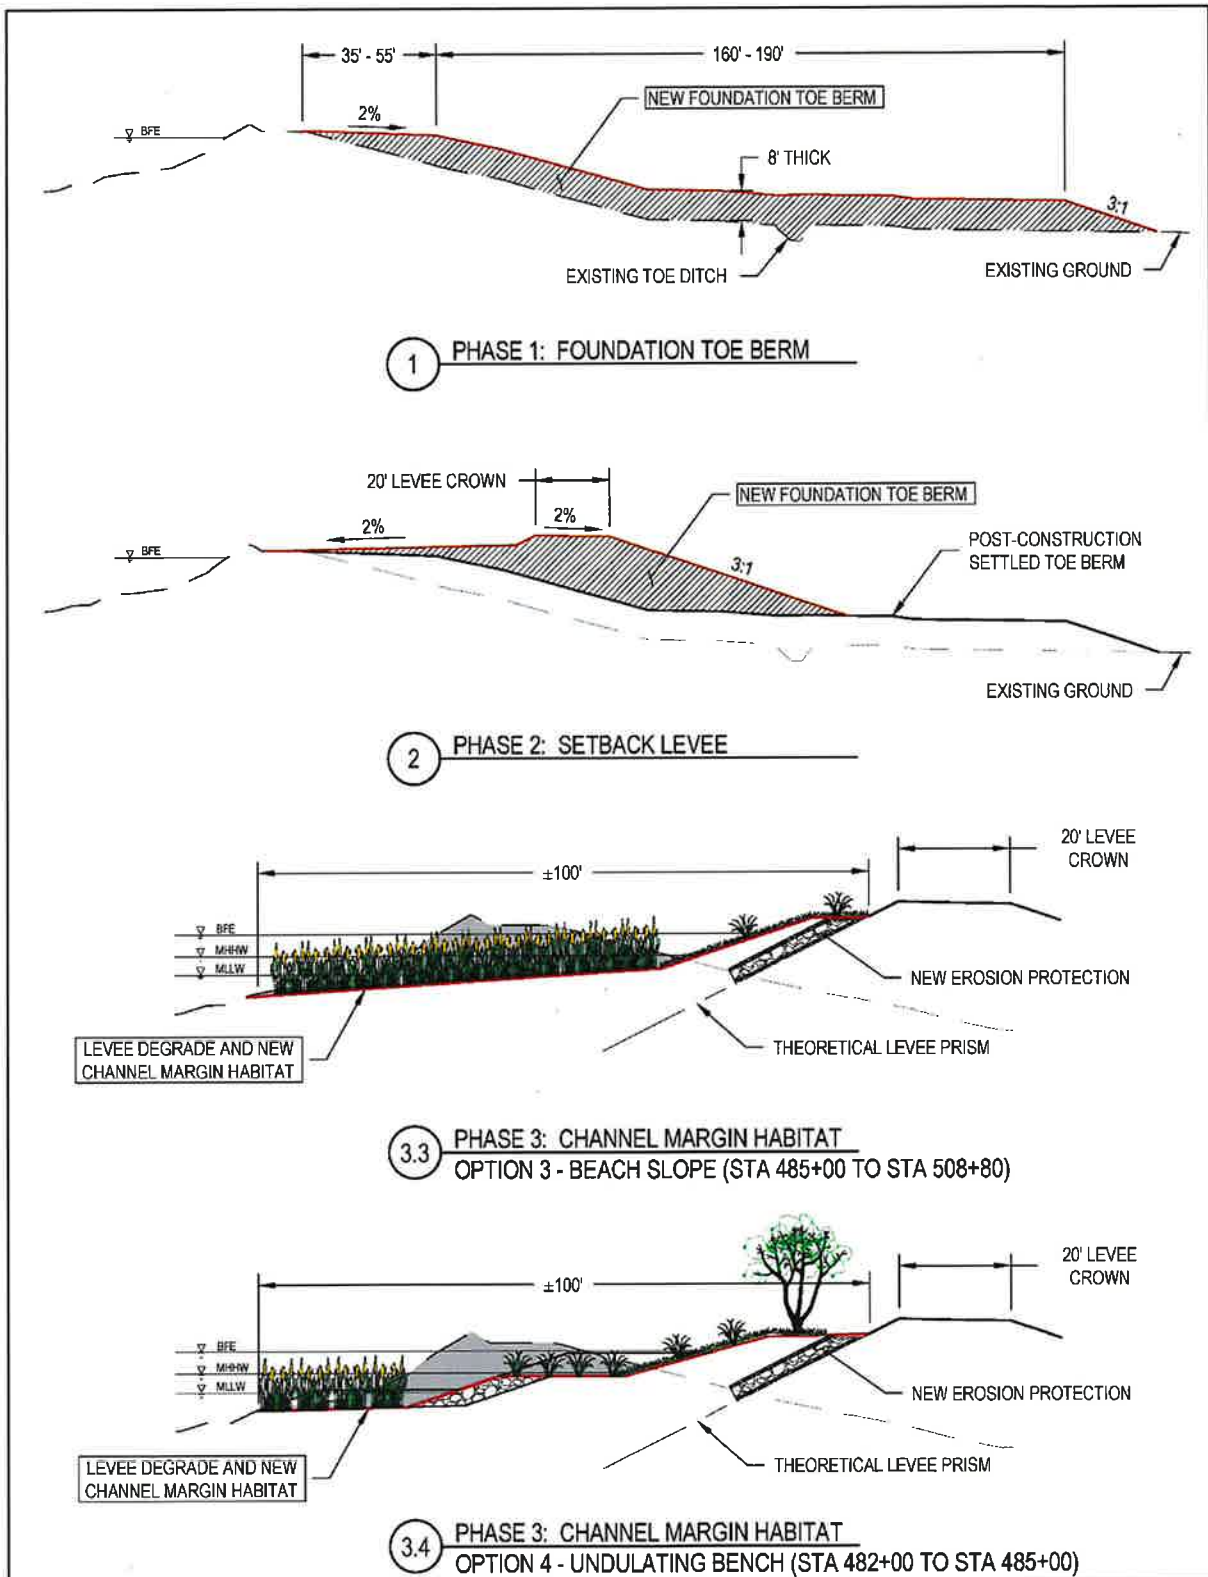 35' - 55'
160' - 190'
NEW FOUNDATION TOE BERM
2%
BFE
8' THICK
3:1
EXISTING TOE DITCH
EXISTING GROUND
1
PHASE 1: FOUNDATION TOE BERM
20' LEVEE CROWN
NEW FOUNDATION TOE BERM
2%
2%
BFE
3:1
POST-CONSTRUCTION
SETTLED TOE BERM
EXISTING GROUND
2
PHASE 2: SETBACK LEVEE
20' LEVEE
CROWN
±100'
BFE
MHHW
MLLW
NEW EROSION PROTECTION
LEVEE DEGRADE AND NEW
CHANNEL MARGIN HABITAT
THEORETICAL LEVEE PRISM
3.3
PHASE 3: CHANNEL MARGIN HABITAT
OPTION 3 - BEACH SLOPE (STA 485+00 TO STA 508+80)
20' LEVEE
CROWN
±100'
BFE
MHHW
MLLW
NEW EROSION PROTECTION
LEVEE DEGRADE AND NEW
CHANNEL MARGIN HABITAT
THEORETICAL LEVEE PRISM
3.4
PHASE 3: CHANNEL MARGIN HABITAT
OPTION 4 - UNDULATING BENCH (STA 482+00 TO STA 485+00)